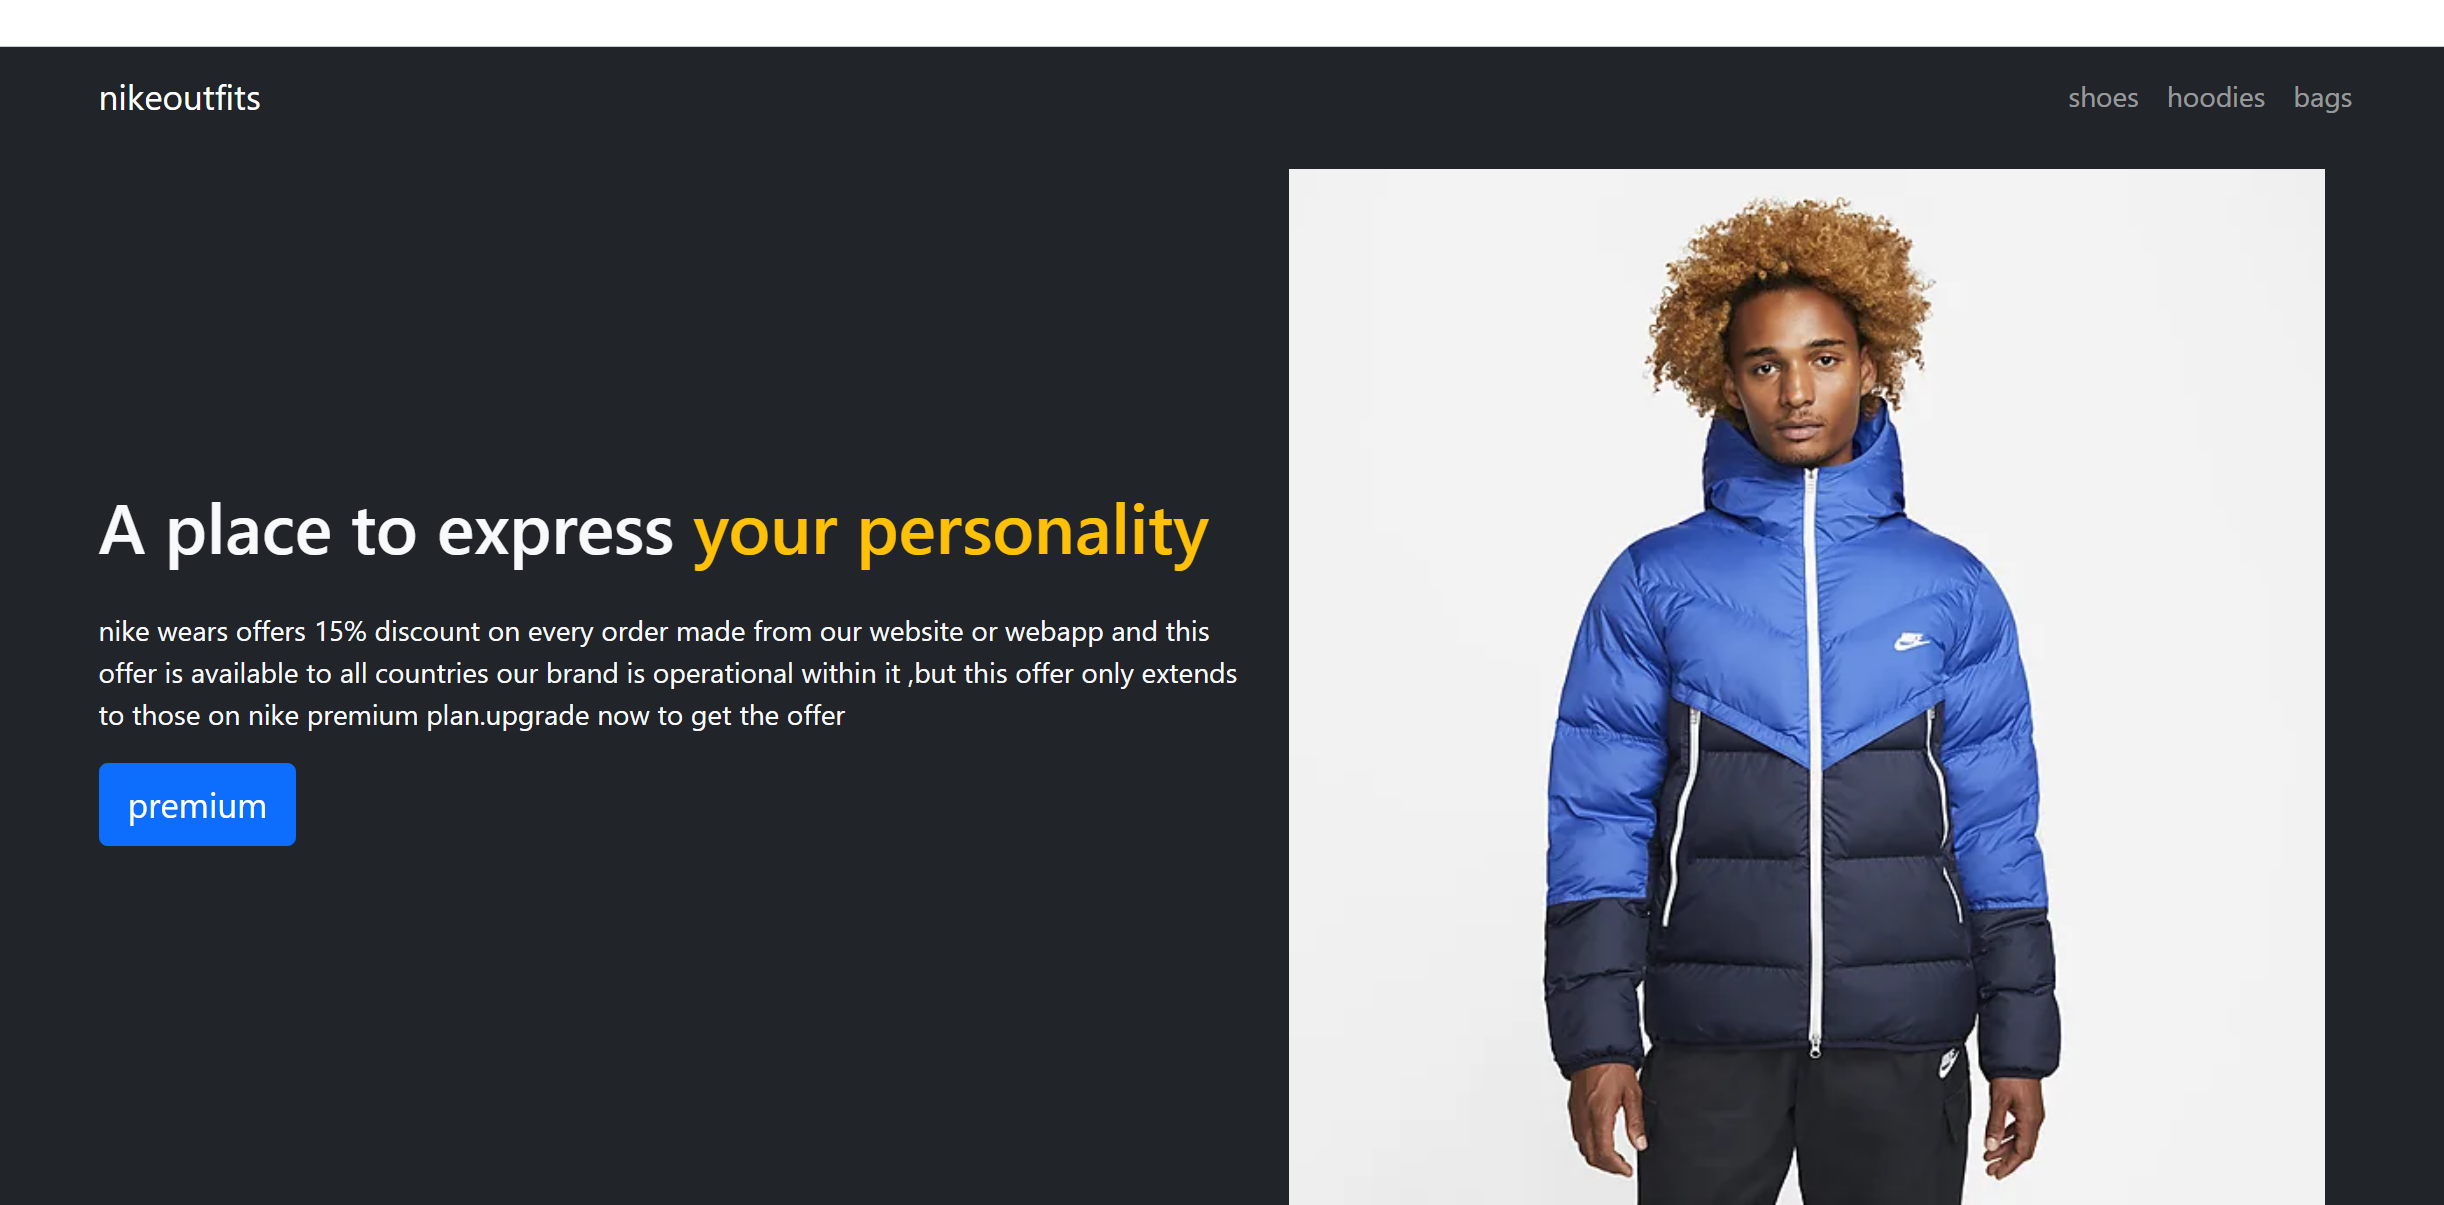 nikeoutfits
shoes hoodies bags
A place to express your personality
nike wears offers 15% discount on every order made from our website or webapp and this
offer is available to all countries our brand is operational within it ,but this offer only extends
to those on nike premium plan.upgrade now to get the offer
premium
NIKE